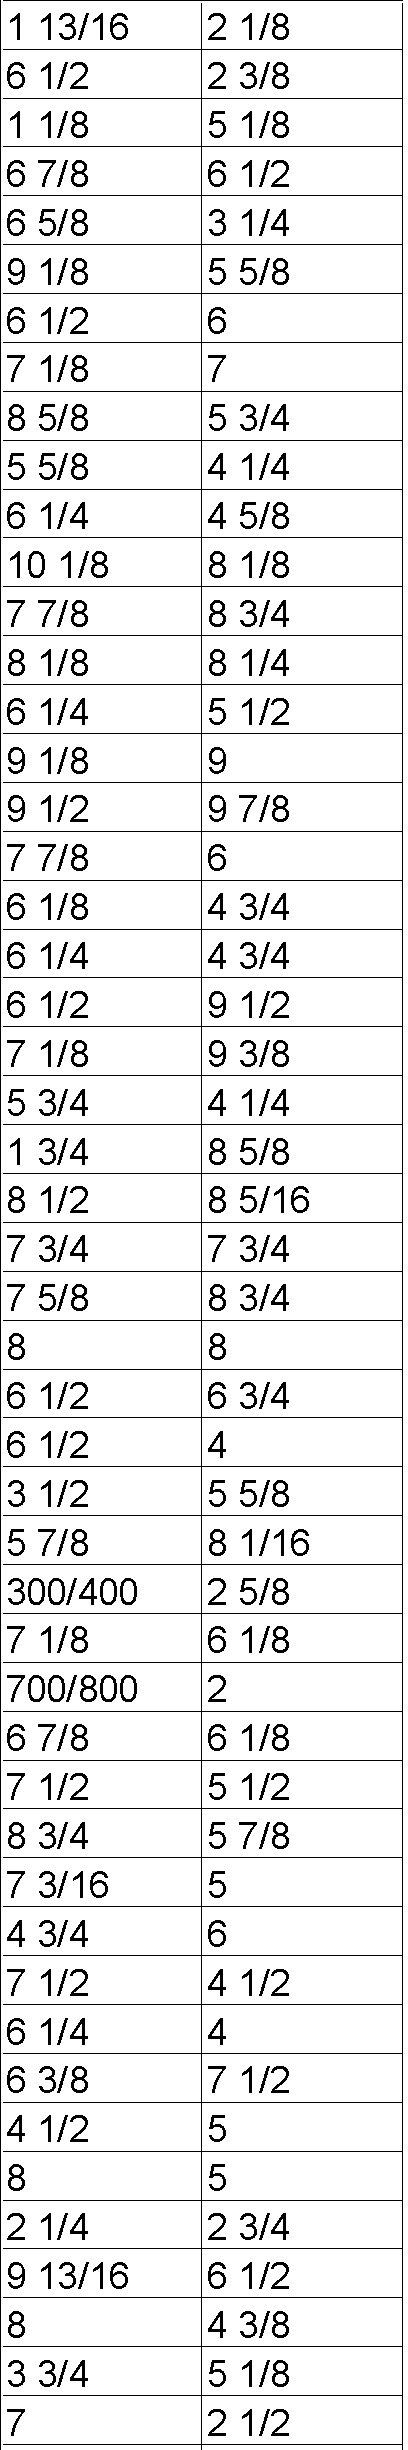 1 13/16 2 1/8
6 1/2 2 3/8
1 1/8 5 1/8
6 7/8 6 1/2
6 5/8 3 1/4
9 1/8 5 5/8
6 1/2 6
7 1/8 7
8 5/8 5 3/4
5 5/8 4 1/4
6 1/4 4 5/8
10 1/8 8 1/8
7 7/8 8 3/4
8 1/8 8 1/4
6 1/4 5 1/2
9 1/8 9
9 1/2 9 7/8
7 7/8 6
6 1/8 4 3/4
6 1/4 4 3/4
6 1/2 9 1/2
7 1/8 9 3/8
5 3/4 4 1/4
1 3/4 8 5/8
8 1/2 8 5/16
7 3/4 7 3/4
7 5/8 8 3/4
8 8
6 1/2 6 3/4
6 1/2 4
3 1/2 5 5/8
5 7/8 8 1/16
300/400 2 5/8
7 1/8 6 1/8
700/800 2
6 7/8 6 1/8
7 1/2 5 1/2
8 3/4 5 7/8
7 3/16 5
4 3/4 6
7 1/2 4 1/2
6 1/4 4
6 3/8 7 1/2
4 1/2 5
8 5
2 1/4 2 3/4
9 13/16 6 1/2
8 4 3/8
3 3/4 5 1/8
7 2 1/2